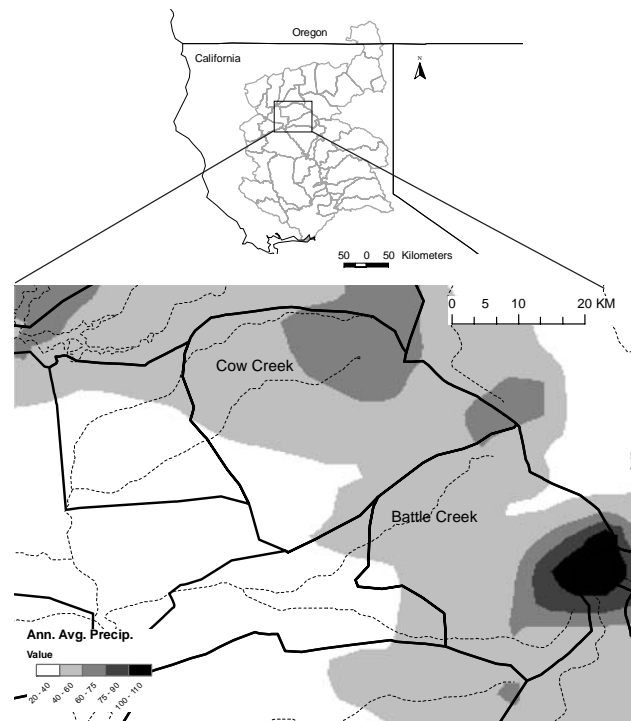 Oregon
California
50 0 50 Kilometers
0 5 10 20 KM
Cow Creek
Battle Creek
Ann. Avg. Precip.
Value
20 - 40
40 - 60
60 - 75
75 - 90
100 - 110